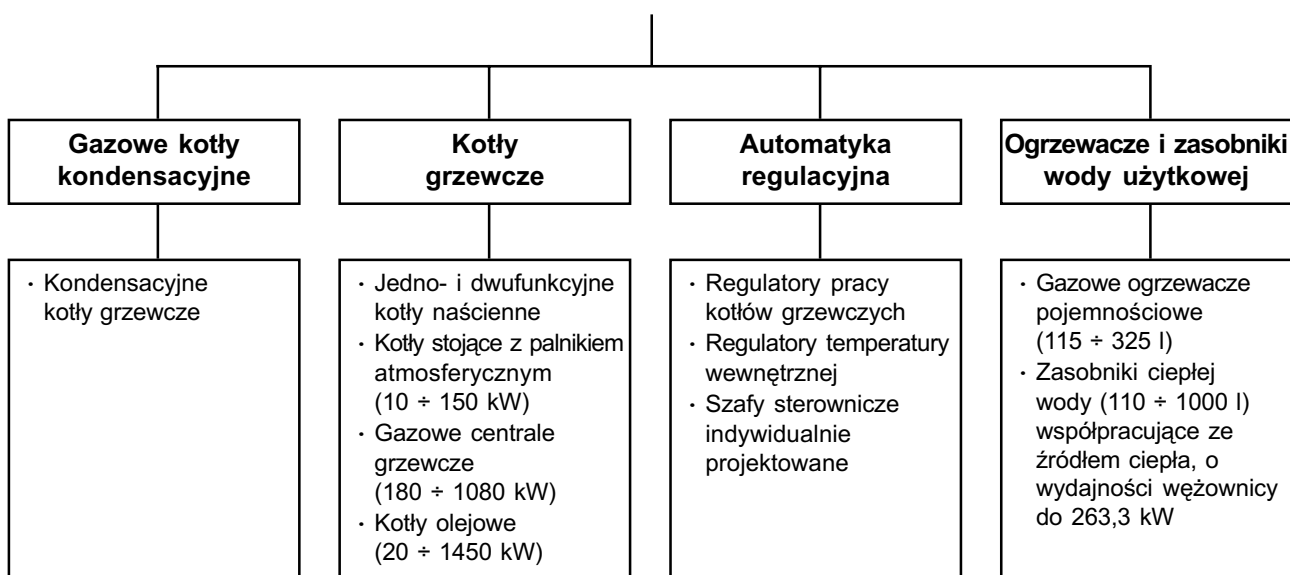 Gazowe kotły
kondensacyjne
Kotły
grzewcze
Automatyka
regulacyjna
Ogrzewacze i zasobniki
wody użytkowej
· Kondensacyjne
kotły grzewcze
· Jedno- i dwufunkcyjne
kotły naścienne
· Kotły stojące z palnikiem
atmosferycznym
(10 ÷ 150 kW)
· Gazowe centrale
grzewcze
(180 ÷ 1080 kW)
· Kotły olejowe
(20 ÷ 1450 kW)
· Regulatory pracy
kotłów grzewczych
· Regulatory temperatury
wewnętrznej
· Szafy sterownicze
indywidualnie
projektowane
· Gazowe ogrzewacze
pojemnościowe
(115 ÷ 325 l)
· Zasobniki ciepłej
wody (110 ÷ 1000 l)
współpracujące ze
źródłem ciepła, o
wydajności wężownicy
do 263,3 kW